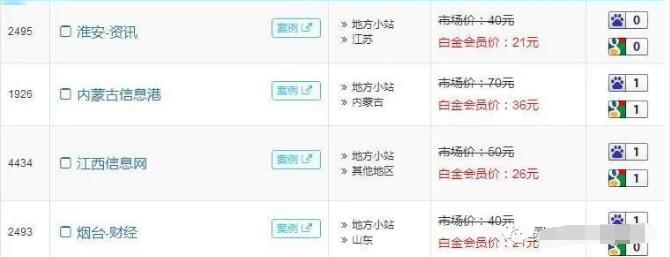 2495 淮安-资讯 案例 » 地方小站 市场价：40元 0
» 江苏 白金会员价：21元 0
1926 内蒙古信息港 案例 » 地方小站 市场价：70元 1
» 内蒙古 白金会员价：36元 1
4434 江西信息网 案例 » 地方小站 市场价：50元 1
» 其他地区 白金会员价：26元 1
2493 烟台-财经 案例 » 地方小站 市场价：40元 1
» 山东 白金会员价：21元 0